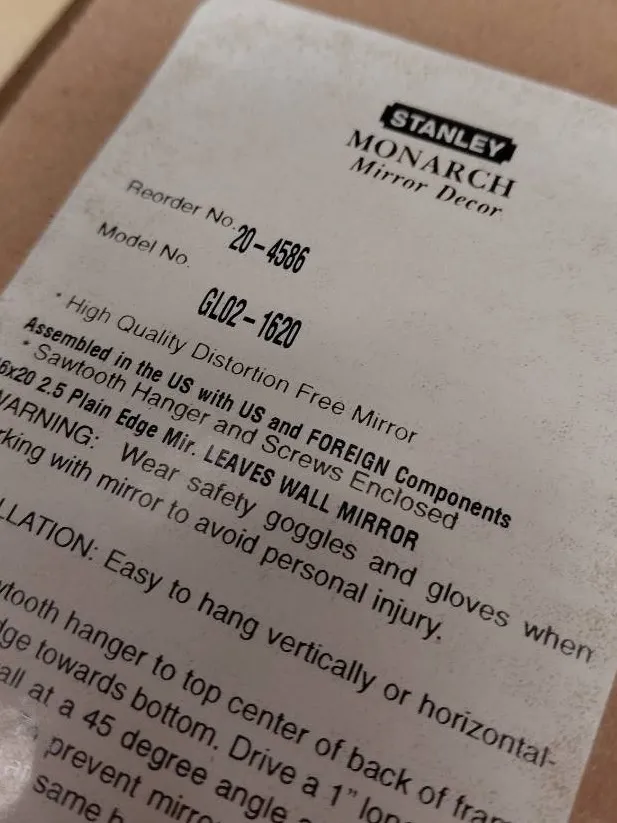 STANLEY
MONARCH
Mirror Decor
Reorder No. 20-4586
Model No.
GL02-1620
* High Quality Distortion Free Mirror
Assembled in the US with US and FOREIGN Components
* Sawtooth Hanger and Screws Enclosed
6x20 2.5 Plain Edge Mir. LEAVES WALL MIRROR
WARNING: Wear safety goggles and gloves when
rking with mirror to avoid personal injury.
LLATION: Easy to hang vertically or horizontal-
wtooth hanger to top center of back of fram
dge towards bottom. Drive a 1" lon
all at a 45 degree angle
prevent mirro
same